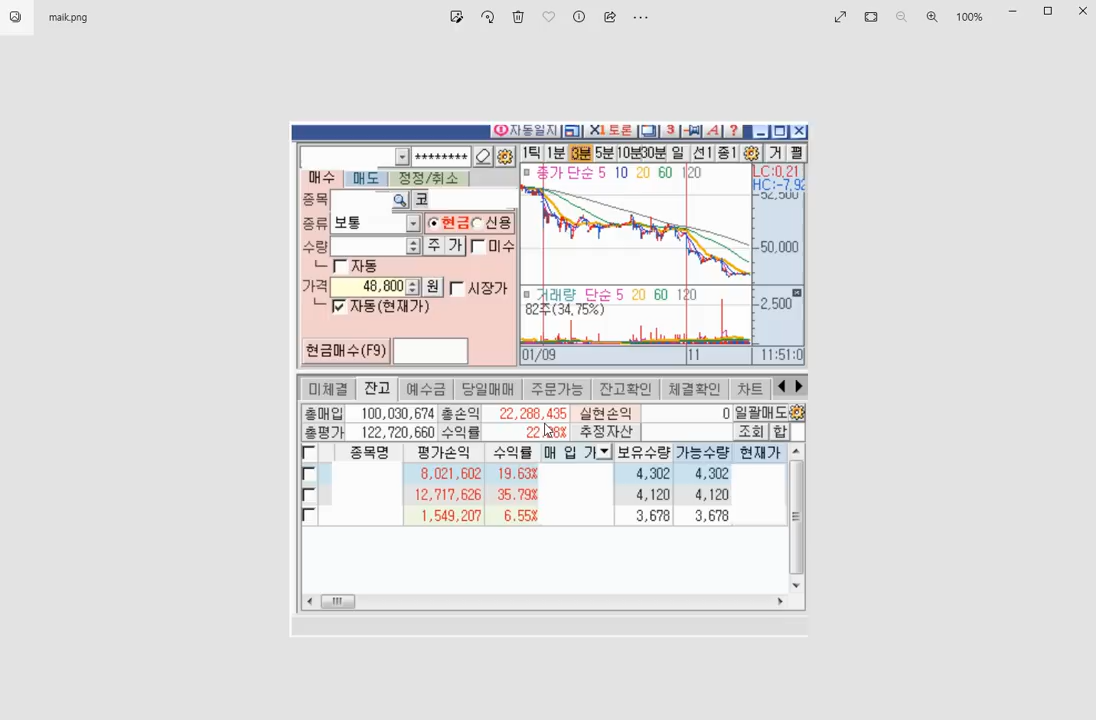 maik.png
100%
자동일지 토론 3 A ?
******** 1틱 1분 3분 5분 10분 30분 일 선1 종1 거 펼
매수 매도 정정/취소
종가 단순 5 10 20 60 120
LC:0,21
HC:-7,92
52,500
50,000
종목 코
종류 보통 현금 신용
수량 주 가 미수
자동
가격 48,800 원 시장가
자동(현재가)
거래량 단순 5 20 60 120
82주(34,75%)
2,500
현금매수(F9)
01/09 11 11:51:0
미체결 잔고 예수금 당일매매 주문가능 잔고확인 체결확인 차트
총매입 100,030,674 총손익 22,288,435 실현손익 0 일괄매도
총평가 122,720,660 수익률 추정자산 조회 합
종목명 평가손익 수익률 매 입 가 보유수량 가능수량 현재가
8,021,602 19.63% 4,302 4,302
12,717,626 35.79% 4,120 4,120
1,549,207 6.55% 3,678 3,678